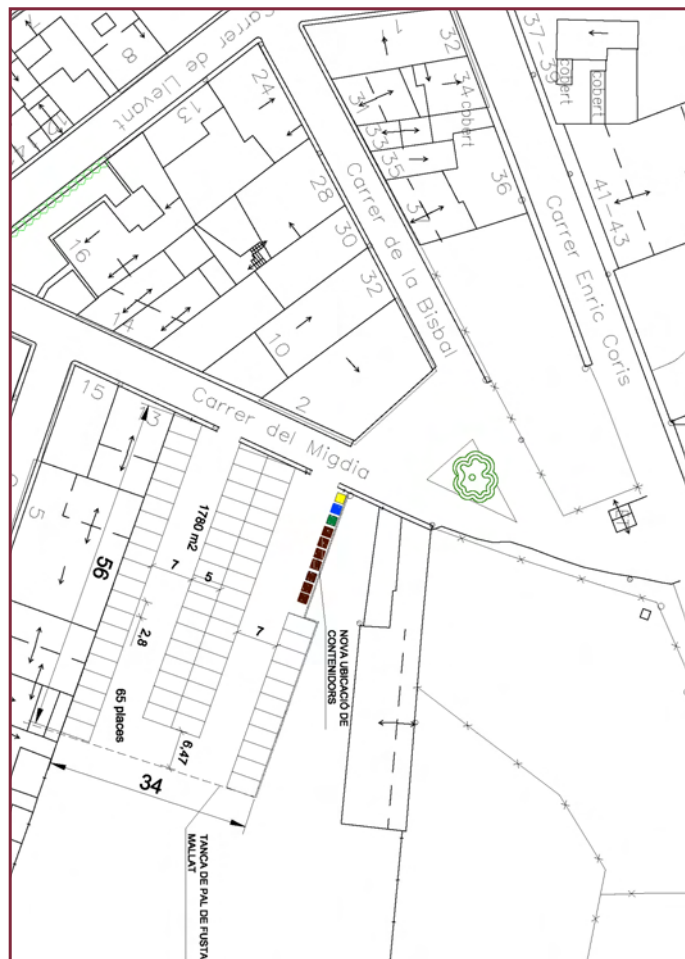 Carrer de Llevant
Carrer de la Bisbal
Carrer Enric Coris
Carrer del Migdia
37-39
cobert
cobert
41-43
32
34
cobert
36
1
31
33
35
37
8
12
13
24
28
30
32
16
14
10
2
15
13
5
1780 m2
56
7
5
7
2,8
65 places
6,47
34
NOVA UBICACIÓ DE
CONTENIDORS
TANCA DE PAL DE FUSTA
MALLAT